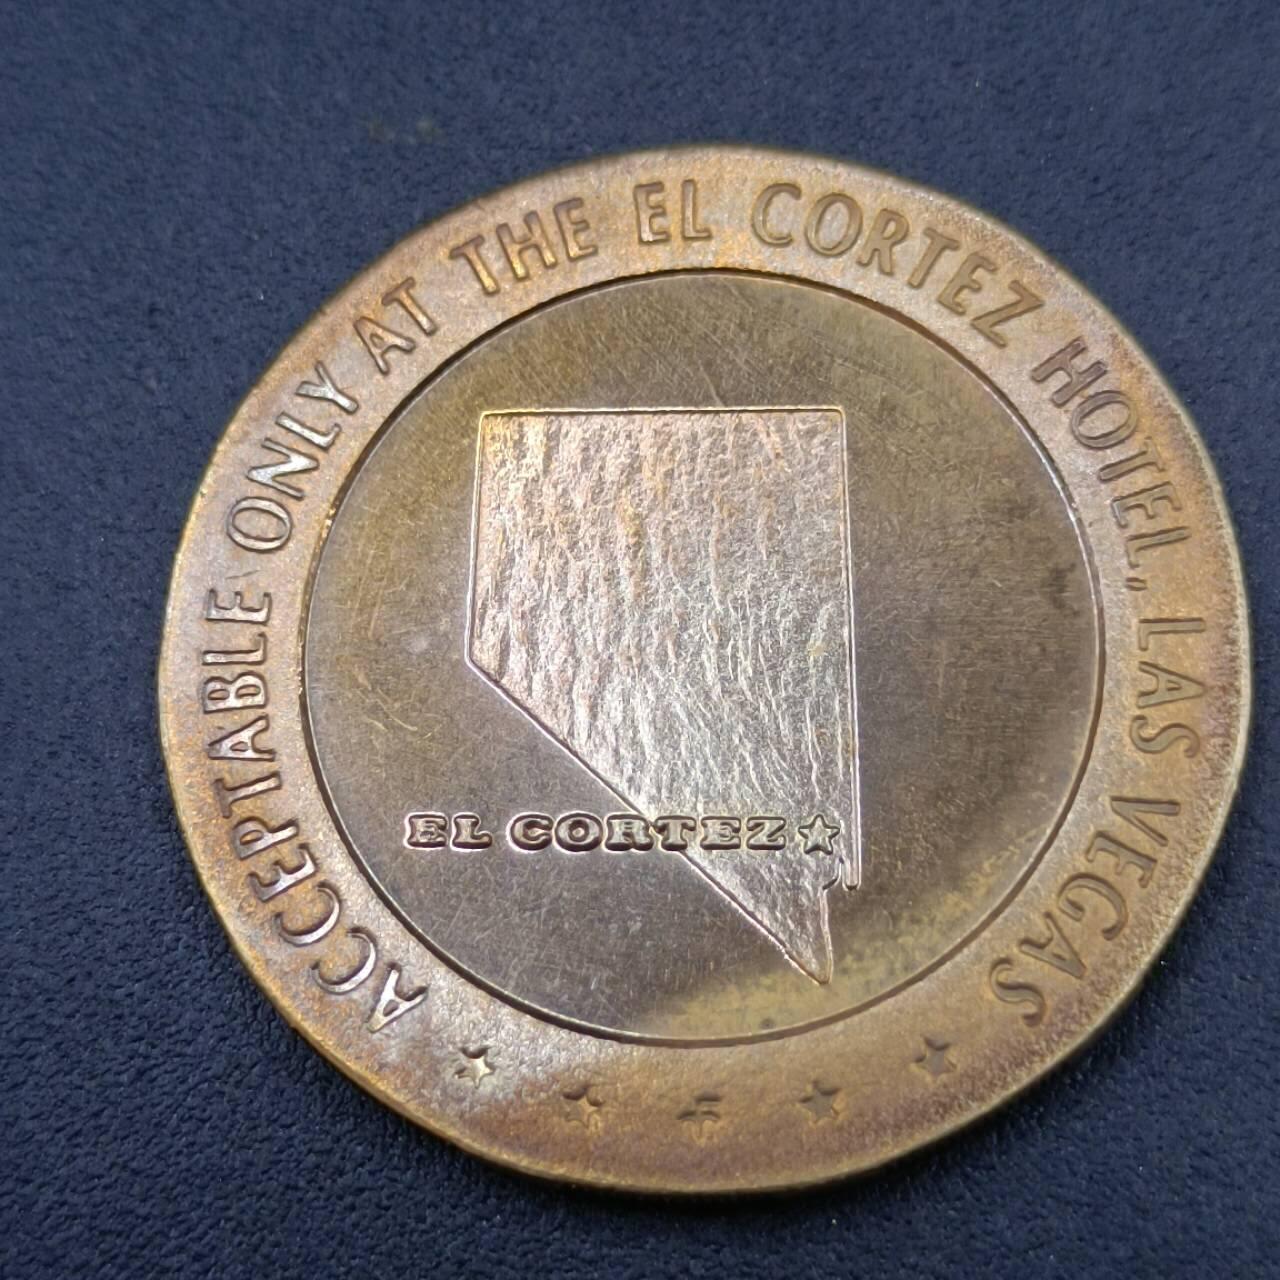 ACCEPTABLE ONLY AT THE EL CORTEZ HOTEL, LAS VEGAS
EL CORTEZ